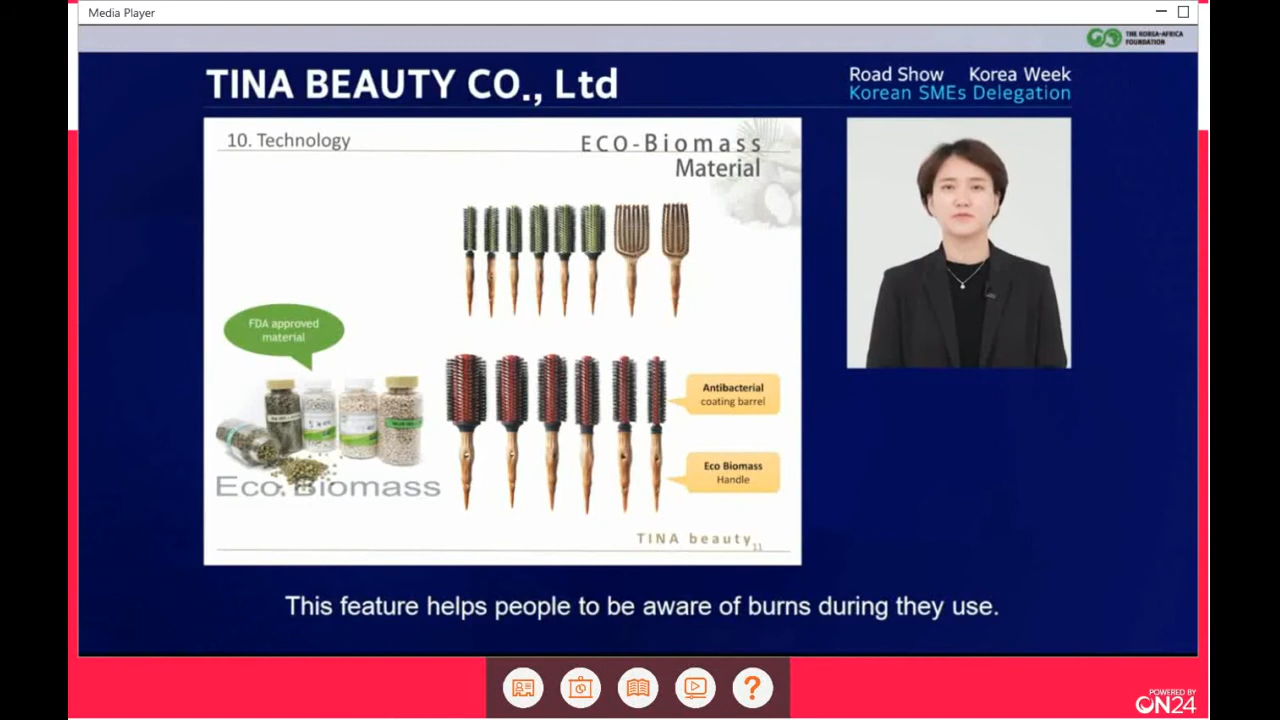 Media Player
THE KOREA-AFRICA
FOUNDATION
TINA BEAUTY CO., Ltd
Road Show Korea Week
Korean SMEs Delegation
10. Technology
ECO-Biomass
Material
FDA approved
material
Antibacterial
coating barrel
Eco Biomass
Handle
Eco Biomass
TINA beauty
11
This feature helps people to be aware of burns during they use.
?
POWERED BY
ON24